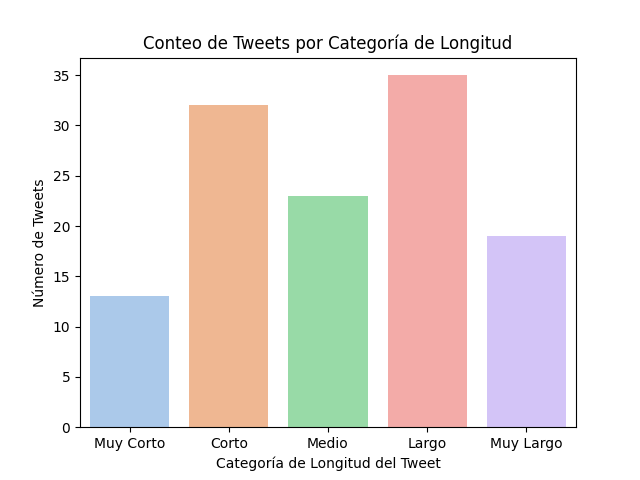 Conteo de Tweets por Categoría de Longitud
Número de Tweets
35
30
25
20
15
10
5
0
Muy Corto
Corto
Medio
Largo
Muy Largo
Categoría de Longitud del Tweet